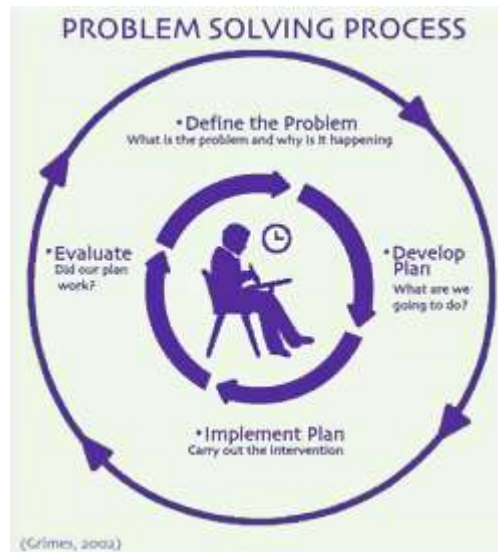 PROBLEM SOLVING PROCESS
•Define the Problem
What is the problem and why is it happening
•Develop
Plan
What are we
going to do?
•Implement Plan
Carry out the intervention
•Evaluate
Did our plan
work?
(Grimes, 2002)